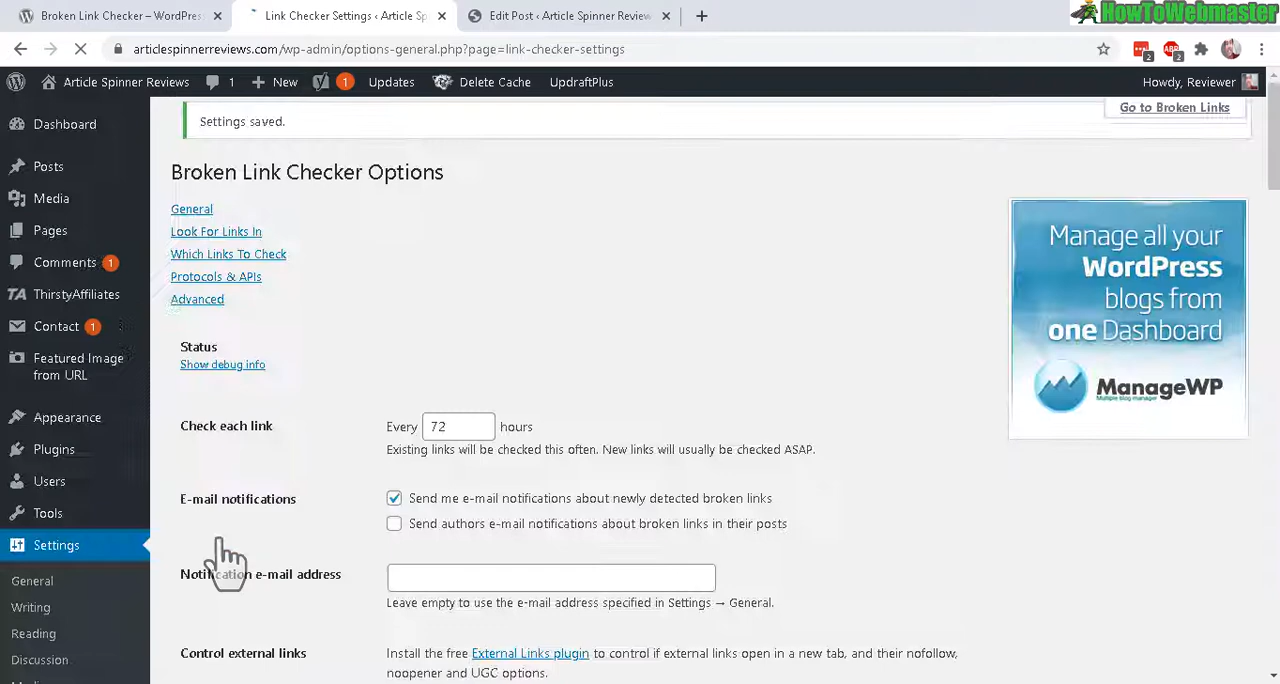 Broken Link Checker – WordPress
Link Checker Settings ‹ Article Sp
Edit Post ‹ Article Spinner Review
HowToWebmaster
articlespinnerreviews.com/wp-admin/options-general.php?page=link-checker-settings
2
ABP
2
Article Spinner Reviews
1
New
1
Updates
Delete Cache
UpdraftPlus
Howdy, Reviewer
Dashboard
Posts
Media
Pages
Comments 1
TA ThirstyAffiliates
Contact 1
Featured Image
from URL
Appearance
Plugins
Users
Tools
Settings
General
Writing
Reading
Discussion
Settings saved.
Go to Broken Links
Broken Link Checker Options
General
Look For Links In
Which Links To Check
Protocols & APIs
Advanced
Status
Show debug info
Check each link
Every 72 hours
Existing links will be checked this often. New links will usually be checked ASAP.
E-mail notifications
Send me e-mail notifications about newly detected broken links
Send authors e-mail notifications about broken links in their posts
Notification e-mail address
Leave empty to use the e-mail address specified in Settings → General.
Control external links
Install the free External Links plugin to control if external links open in a new tab, and their nofollow,
noopener and UGC options.
Manage all your
WordPress
blogs from
one Dashboard
ManageWP
Multiple blog manager